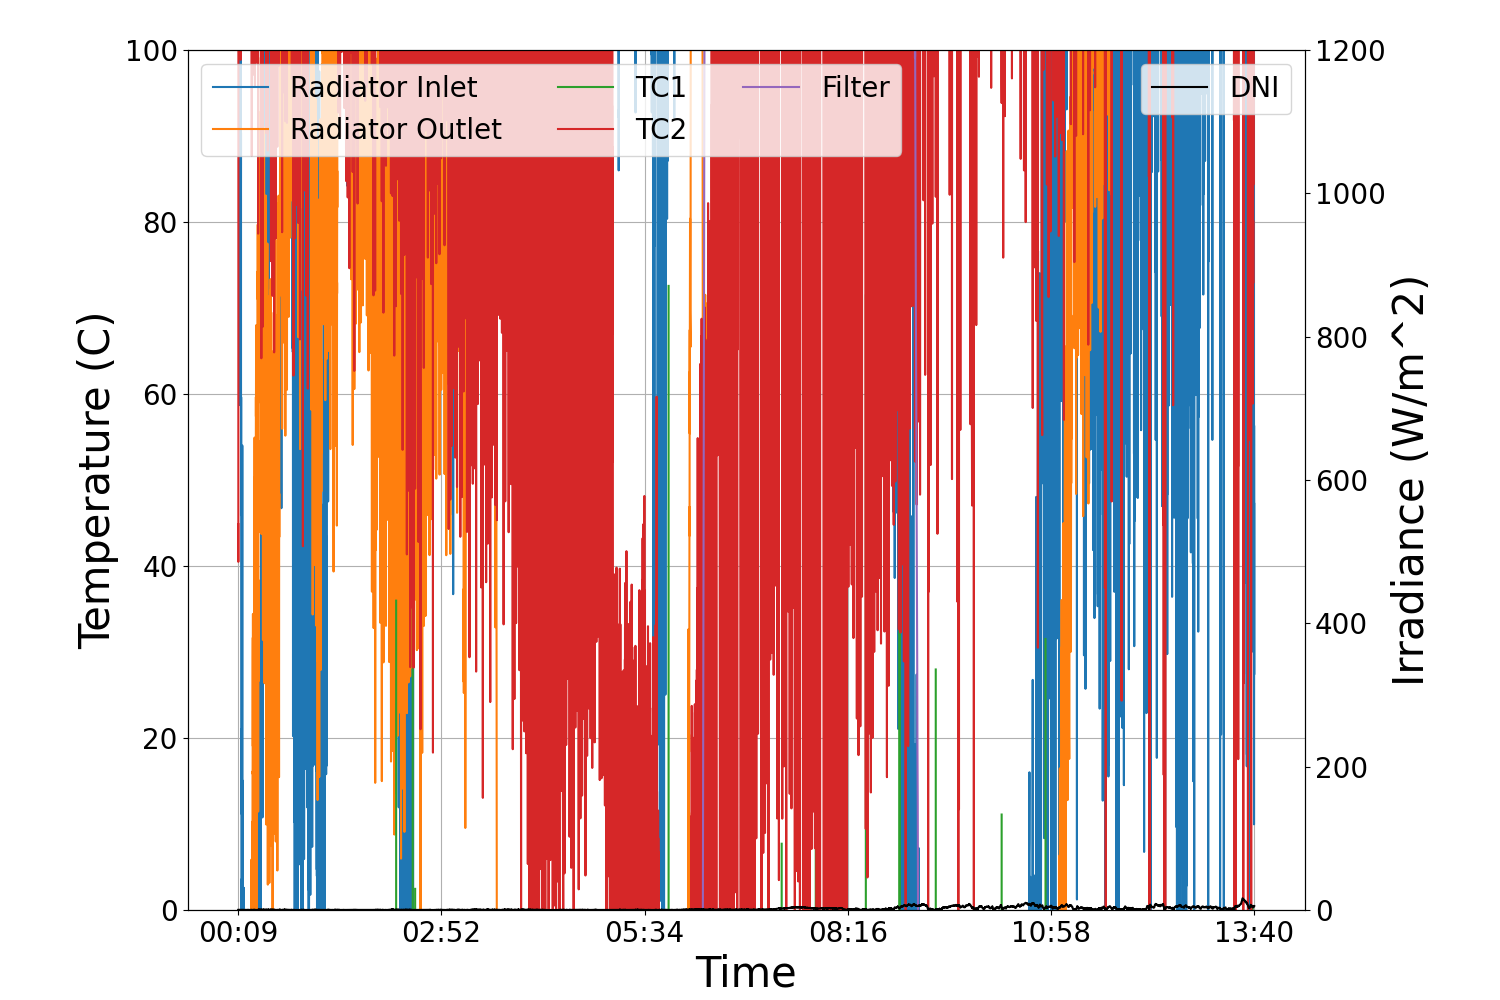 100
80
60
40
20
0
Temperature (C)
Radiator Inlet
Radiator Outlet
TC1
TC2
Filter
DNI
1200
1000
800
600
400
200
0
Irradiance (W/m^2)
00:09
02:52
05:34
08:16
10:58
13:40
Time